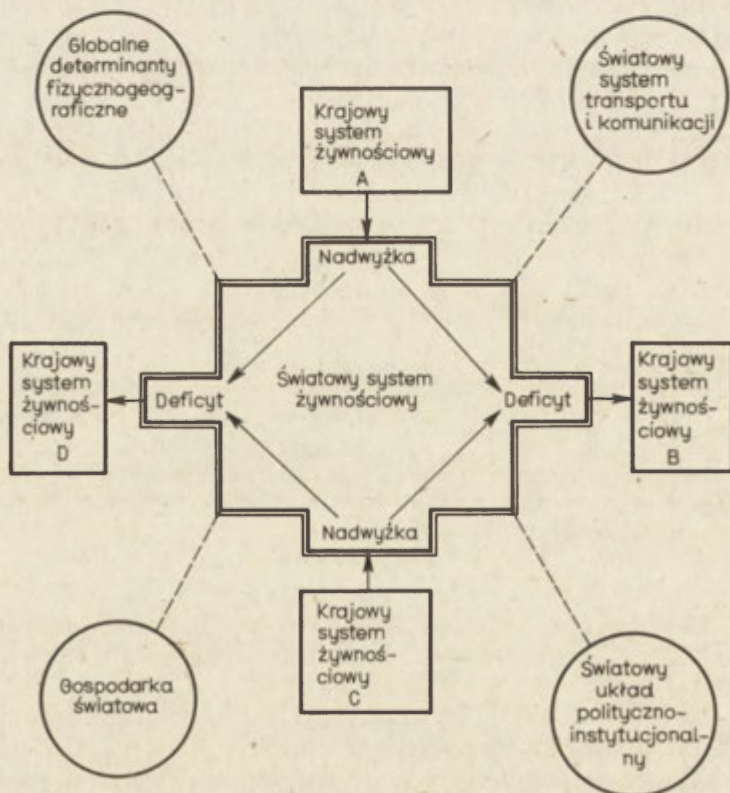 Globalne
determinanty
fizycznogeog-
raficzne
Światowy
system
transportu
i komunikacji
Krajowy
system
żywnościowy
A
Nadwyżka
Krajowy
system
żywnoś-
ciowy
D
Deficyt
Światowy system
żywnościowy
Deficyt
Krajowy
system
żywnoś-
ciowy
B
Nadwyżka
Krajowy
system
żywnoś-
ciowy
C
Gospodarka
światowa
Światowy
układ
polityczno-
instytucjonal-
ny